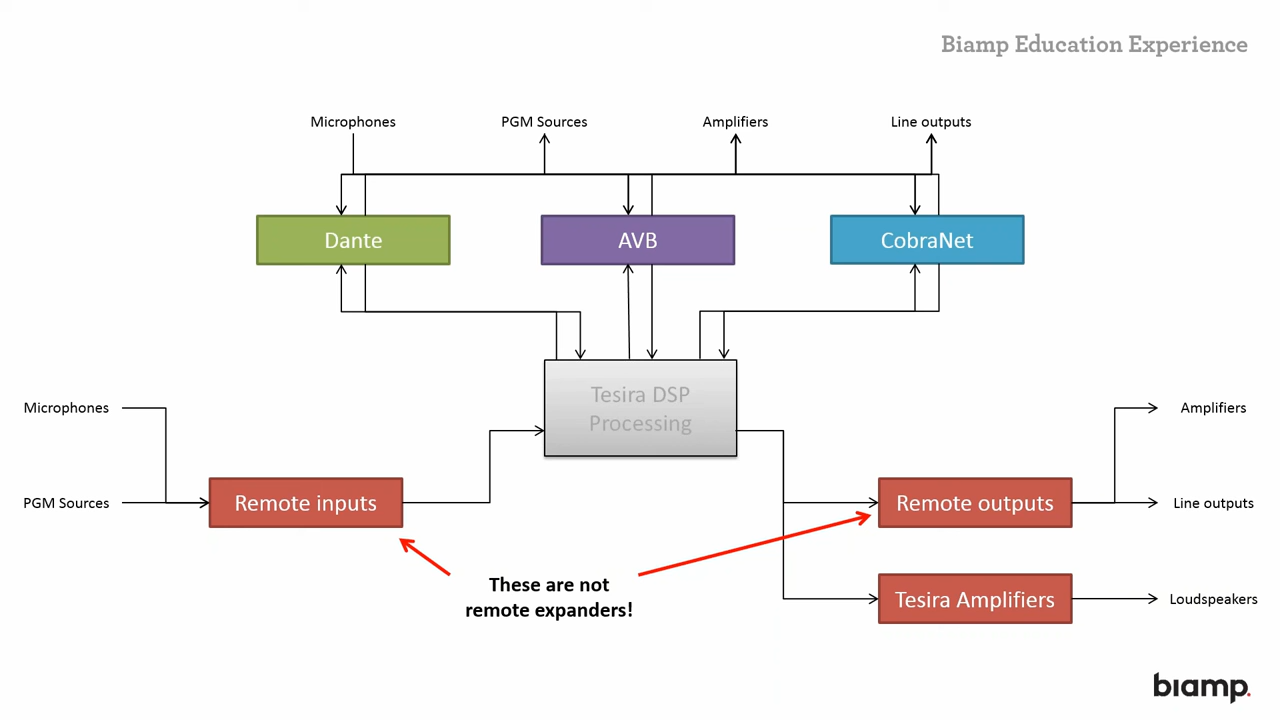 Biamp Education Experience
Microphones
PGM Sources
Amplifiers
Line outputs
Dante
AVB
CobraNet
Tesira DSP
Processing
Microphones
PGM Sources
Remote inputs
Remote outputs
Amplifiers
Line outputs
These are not
remote expanders!
Tesira Amplifiers
Loudspeakers
biamp.